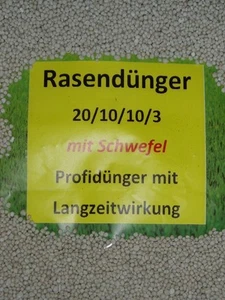 Rasendünger
20/10/10/3
mit Schwefel
Profidünger mit
Langzeitwirkung